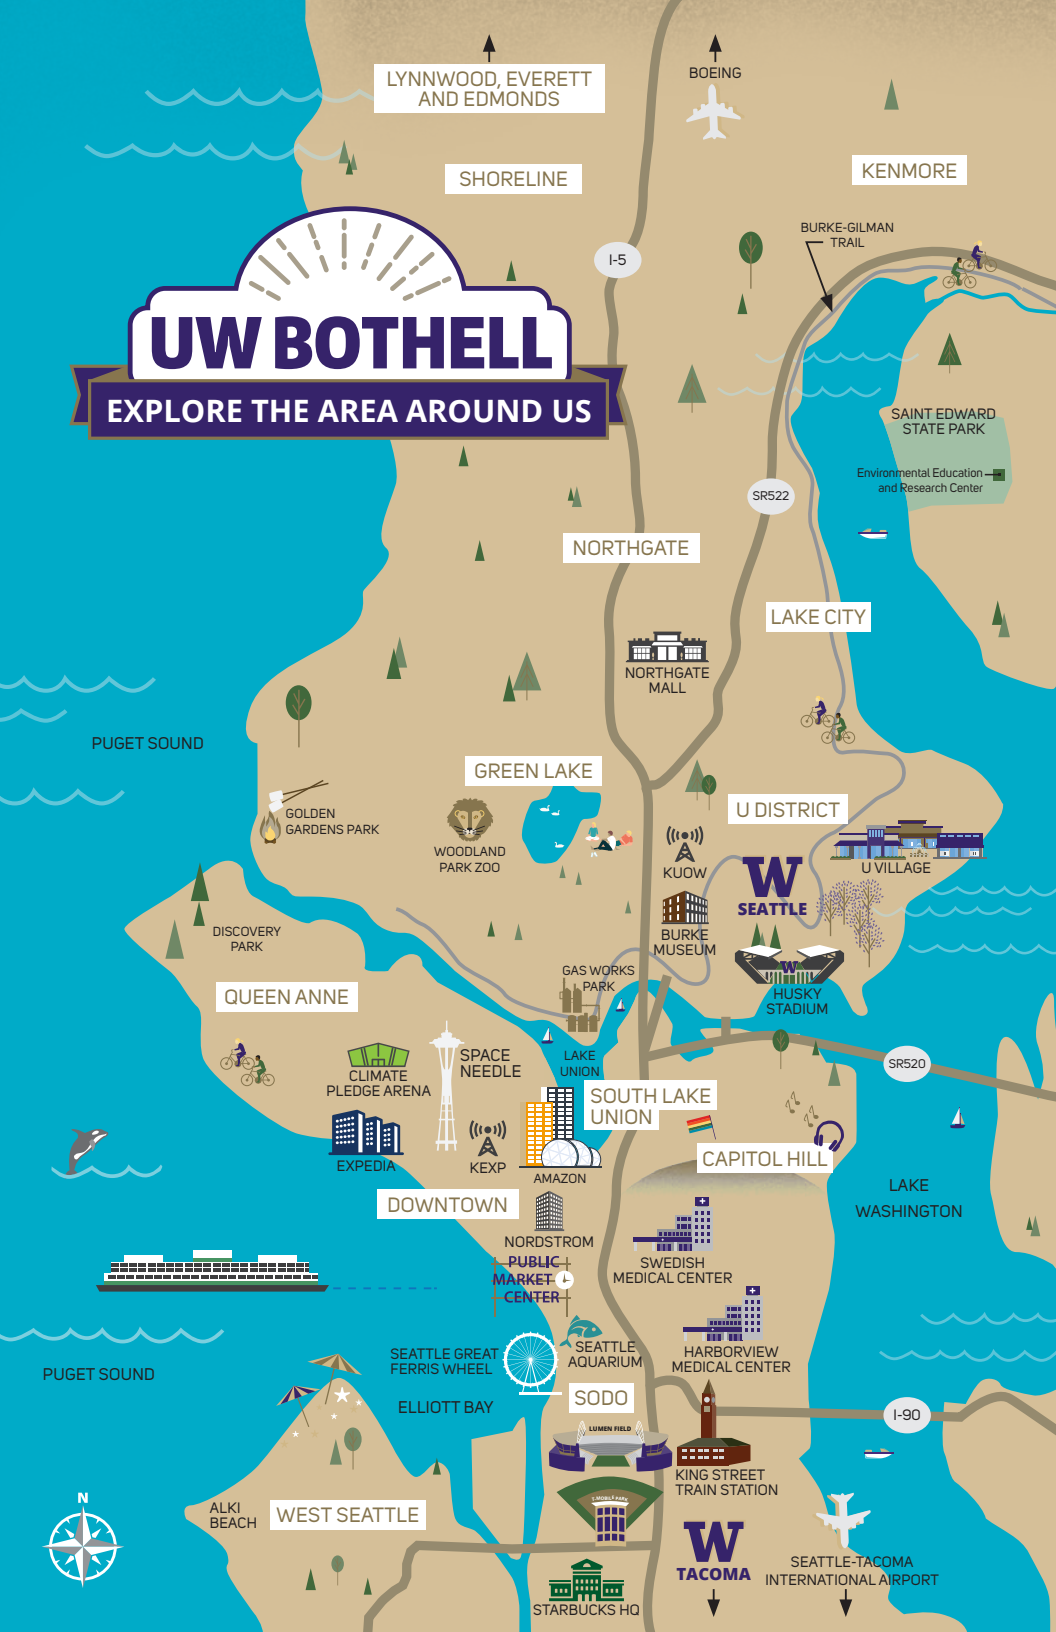 LYNNWOOD, EVERETT
AND EDMONDS
BOEING
SHORELINE
KENMORE
BURKE-GILMAN
TRAIL
I-5
UW BOTHELL
EXPLORE THE AREA AROUND US
SAINT EDWARD
STATE PARK
Environmental Education
and Research Center
SR522
NORTHGATE
LAKE CITY
NORTHGATE
MALL
PUGET SOUND
GREEN LAKE
U DISTRICT
GOLDEN
GARDENS PARK
WOODLAND
PARK ZOO
KUOW
U VILLAGE
W
SEATTLE
BURKE
MUSEUM
DISCOVERY
PARK
QUEEN ANNE
GAS WORKS
PARK
W
HUSKY
STADIUM
SPACE
NEEDLE
LAKE
UNION
SR520
CLIMATE
PLEDGE ARENA
SOUTH LAKE
UNION
EXPEDIA
KEXP
AMAZON
CAPITOL HILL
LAKE
WASHINGTON
DOWNTOWN
NORDSTROM
PUBLIC
MARKET
CENTER
SWEDISH
MEDICAL CENTER
SEATTLE GREAT
FERRIS WHEEL
SEATTLE
AQUARIUM
HARBORVIEW
MEDICAL CENTER
PUGET SOUND
ELLIOTT BAY
SODO
I-90
LUMEN FIELD
KING STREET
TRAIN STATION
T-MOBILE PARK
ALKI
BEACH
WEST SEATTLE
N
W
TACOMA
SEATTLE-TACOMA
INTERNATIONAL AIRPORT
STARBUCKS HQ